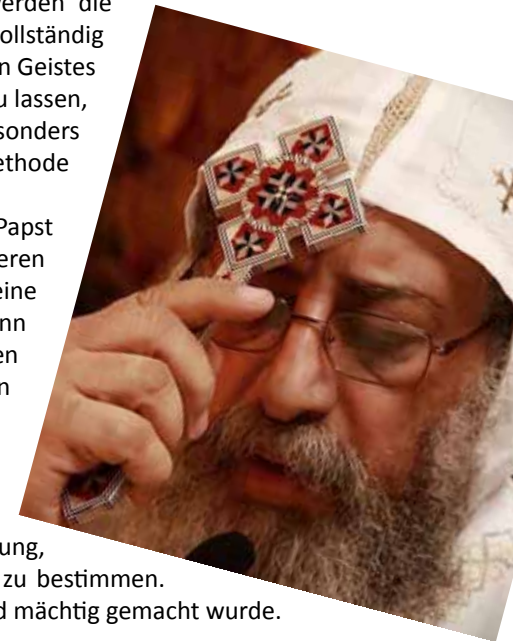 werden die
ollständig
n Geistes
u lassen,
sonders
ethode
Papst
eren
eine
nn
en
n
ung,
zu bestimmen.
d mächtig gemacht wurde.